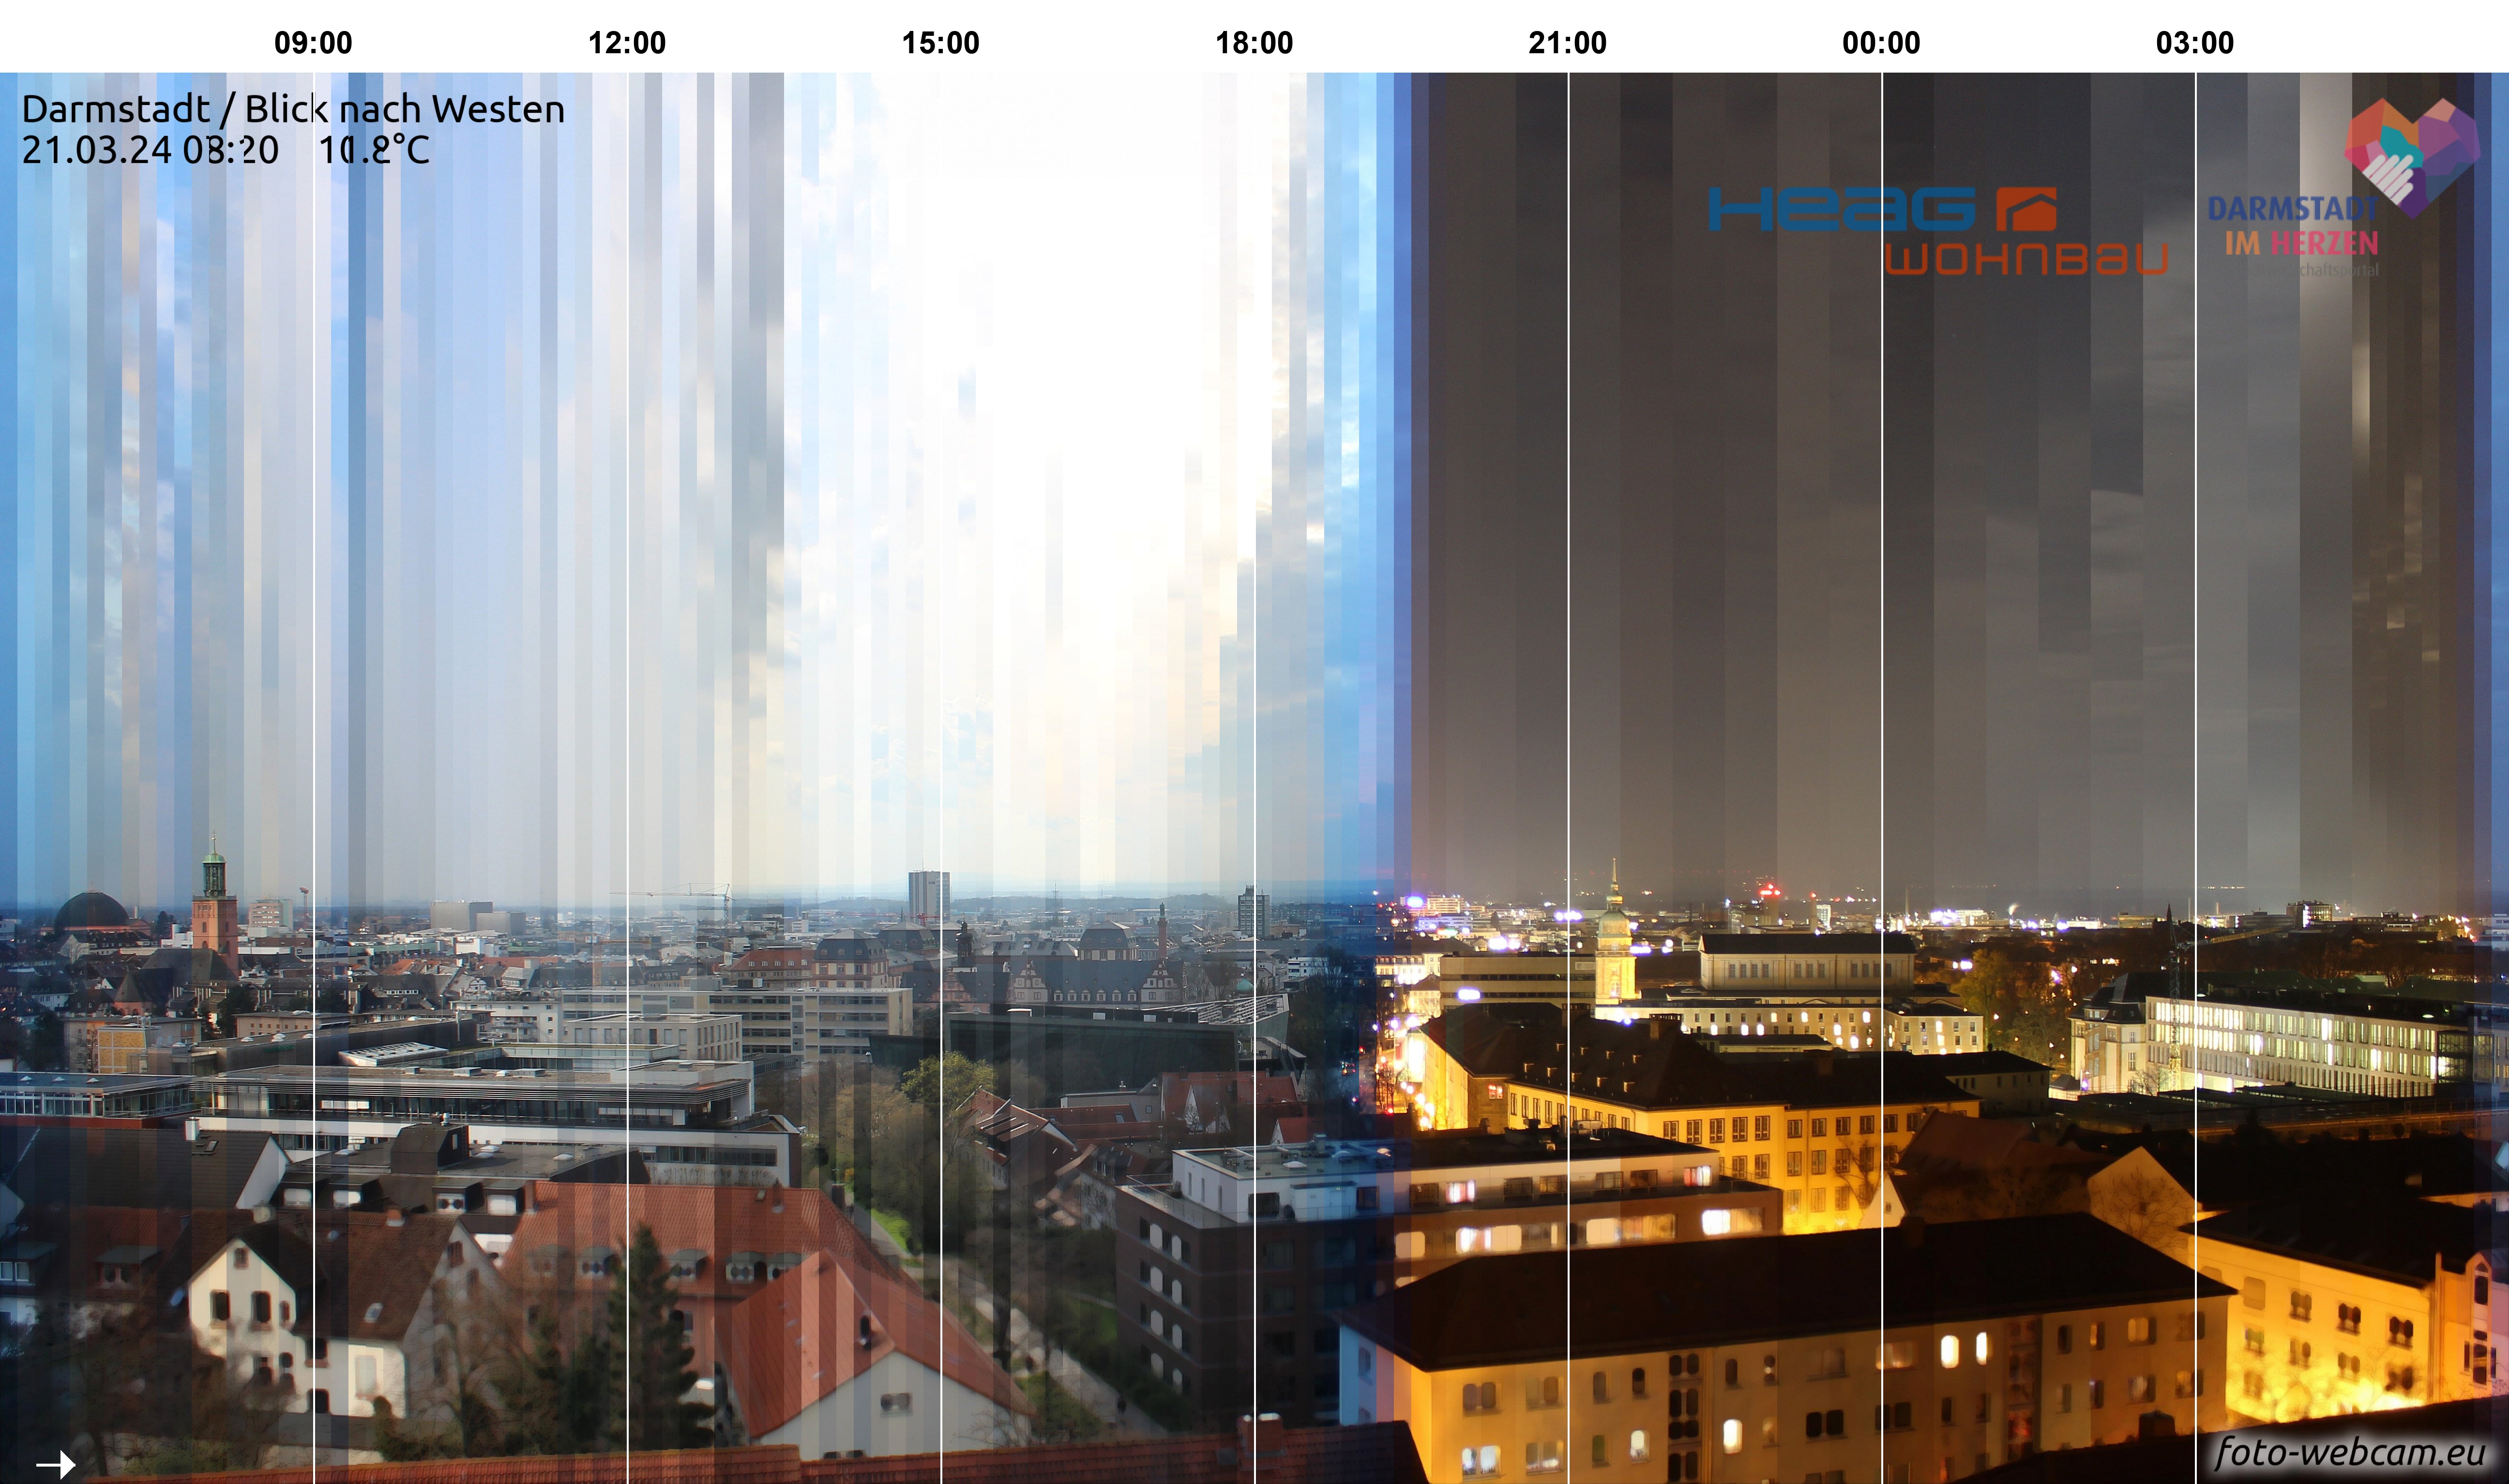 09:00 12:00 15:00 18:00 21:00 00:00 03:00
Darmstadt / Blick nach Westen
21.03.24
HEAG
WOHNBAU
DARMSTADT
IM HERZEN
foto-webcam.eu